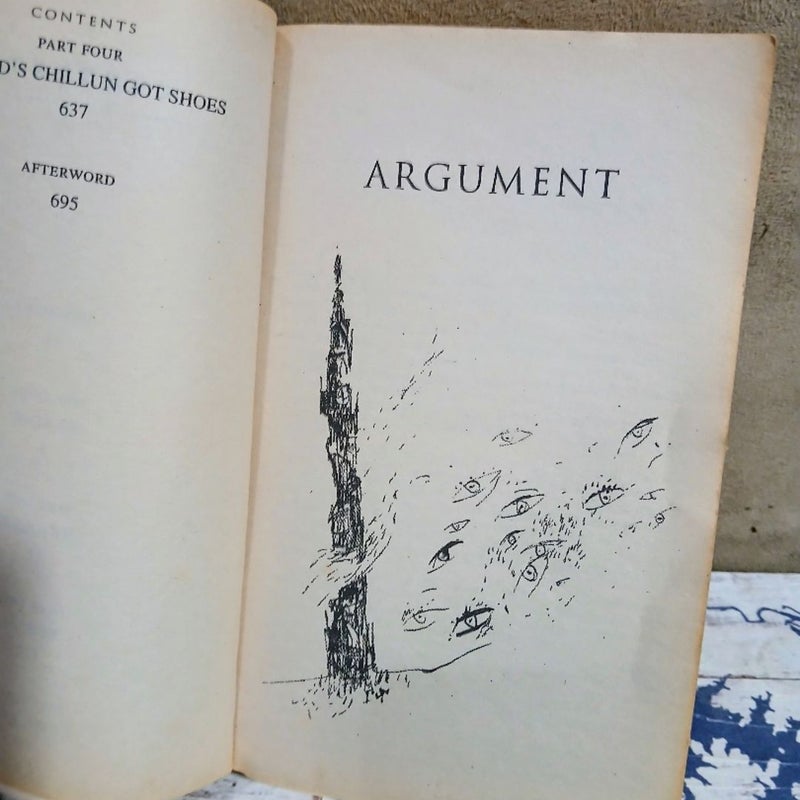 CONTENTS
PART FOUR
D'S CHILLUN GOT SHOES
637
AFTERWORD
695
ARGUMENT